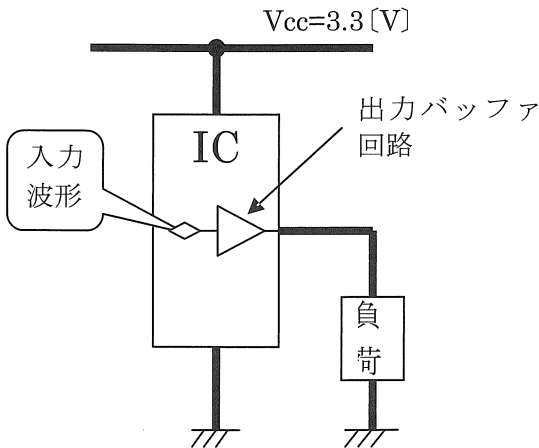 Vcc=3.3〔V〕
出力バッファ
回路
IC
入力
波形
負
荷